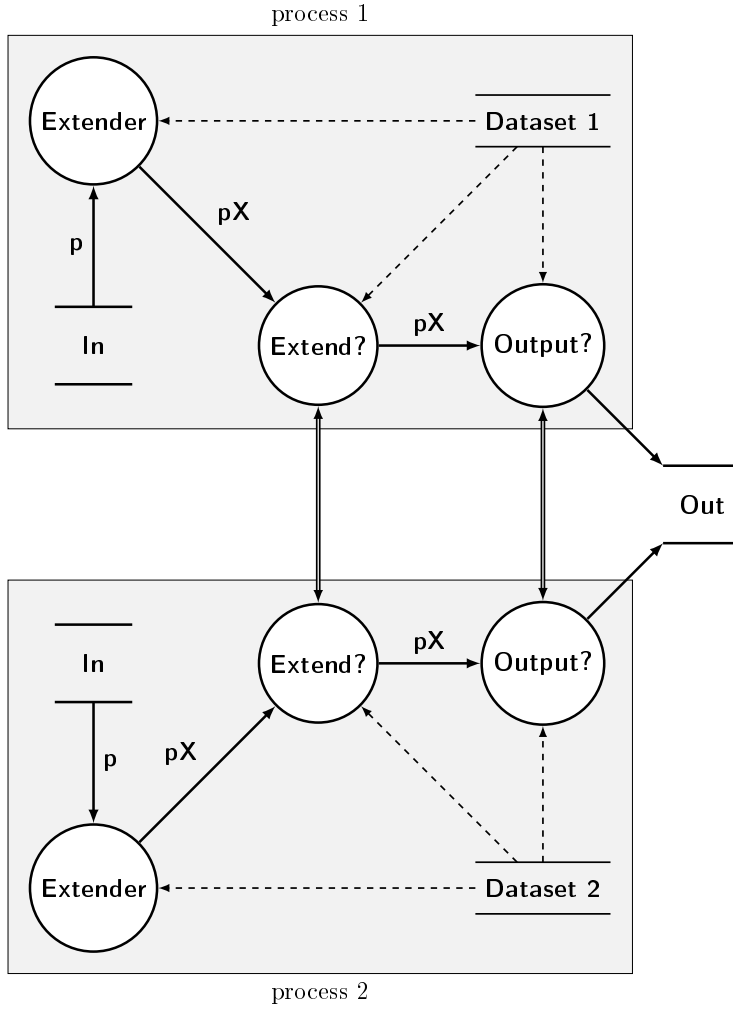 process 1
Extender
Dataset 1
pX
p
In
Extend?
pX
Output?
Out
In
Extend?
pX
Output?
p
pX
Extender
Dataset 2
process 2